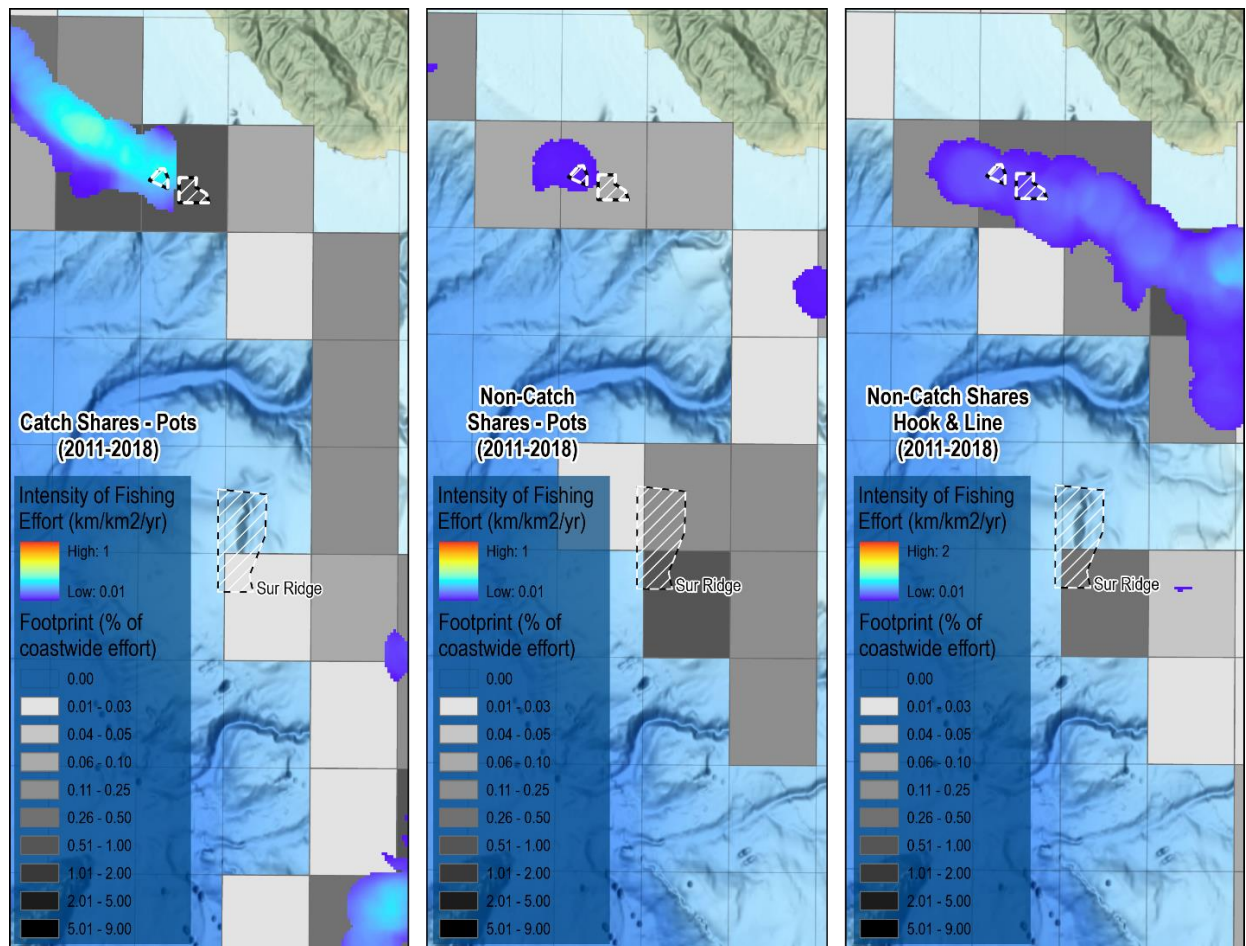 Catch Shares - Pots
(2011-2018)
Intensity of Fishing
Effort (km/km2/yr)
High: 1
Low: 0.01
Footprint (% of
coastwide effort)
0.00
0.01 - 0.03
0.04 - 0.05
0.06 - 0.10
0.11 - 0.25
0.26 - 0.50
0.51 - 1.00
1.01 - 2.00
2.01 - 5.00
5.01 - 9.00
Sur Ridge
Non-Catch
Shares - Pots
(2011-2018)
Intensity of Fishing
Effort (km/km2/yr)
High: 1
Low: 0.01
Footprint (% of
coastwide effort)
0.00
0.01 - 0.03
0.04 - 0.05
0.06 - 0.10
0.11 - 0.25
0.26 - 0.50
0.51 - 1.00
1.01 - 2.00
2.01 - 5.00
5.01 - 9.00
Sur Ridge
Non-Catch Shares
Hook & Line
(2011-2018)
Intensity of Fishing
Effort (km/km2/yr)
High: 2
Low: 0.01
Footprint (% of
coastwide effort)
0.00
0.01 - 0.03
0.04 - 0.05
0.06 - 0.10
0.11 - 0.25
0.26 - 0.50
0.51 - 1.00
1.01 - 2.00
2.01 - 5.00
5.01 - 9.00
Sur Ridge